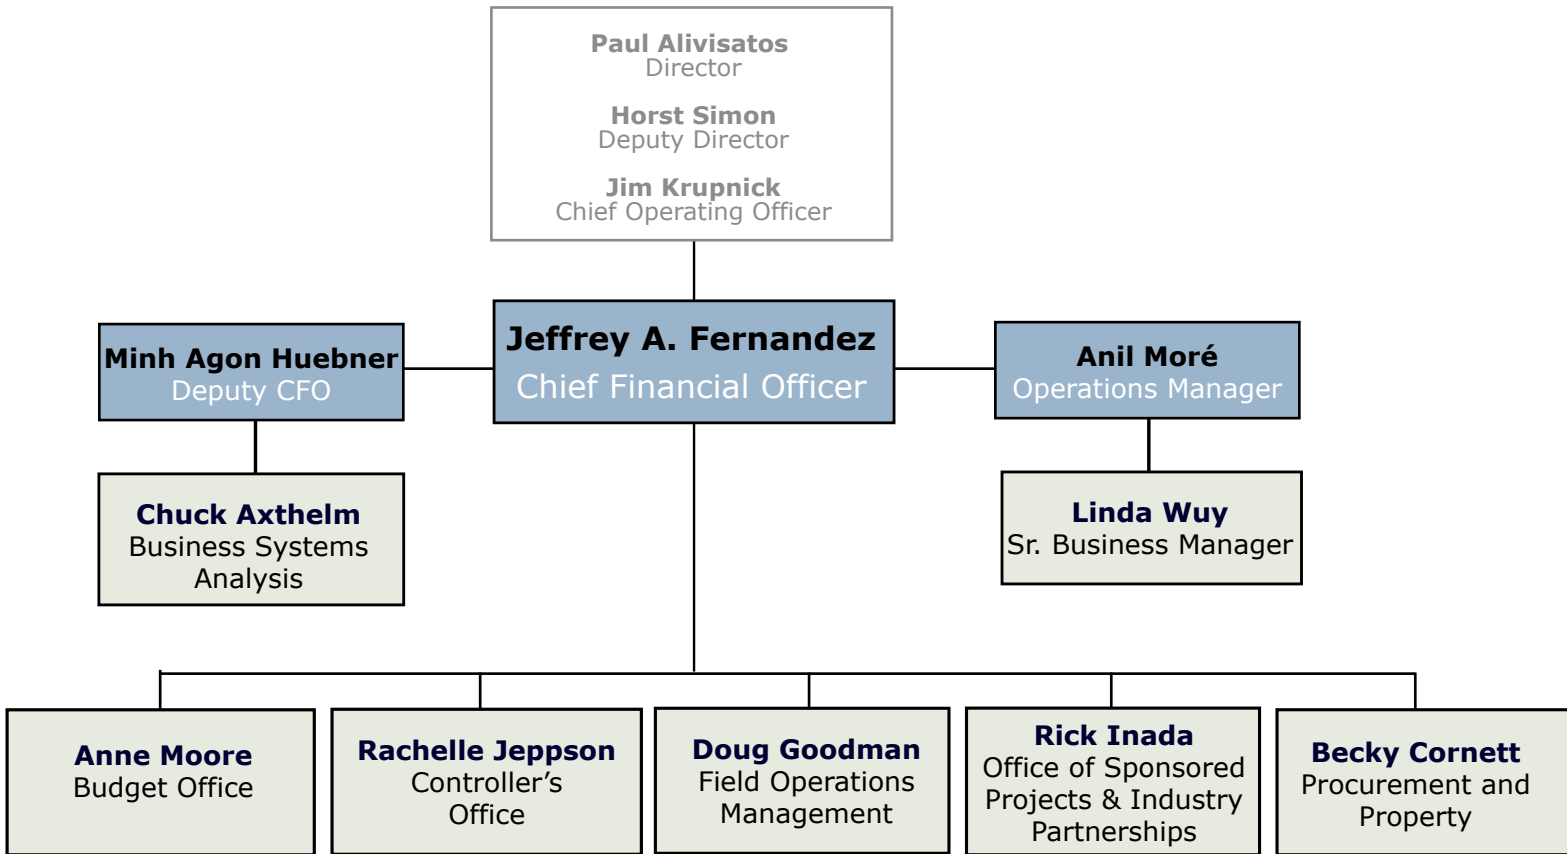 Paul Alivisatos
Director
Horst Simon
Deputy Director
Jim Krupnick
Chief Operating Officer
Minh Agon Huebner
Deputy CFO
Jeffrey A. Fernandez
Chief Financial Officer
Anil Moré
Operations Manager
Chuck Axthelm
Business Systems
Analysis
Linda Wuy
Sr. Business Manager
Anne Moore
Budget Office
Rachelle Jeppson
Controller’s
Office
Doug Goodman
Field Operations
Management
Rick Inada
Office of Sponsored
Projects & Industry
Partnerships
Becky Cornett
Procurement and
Property